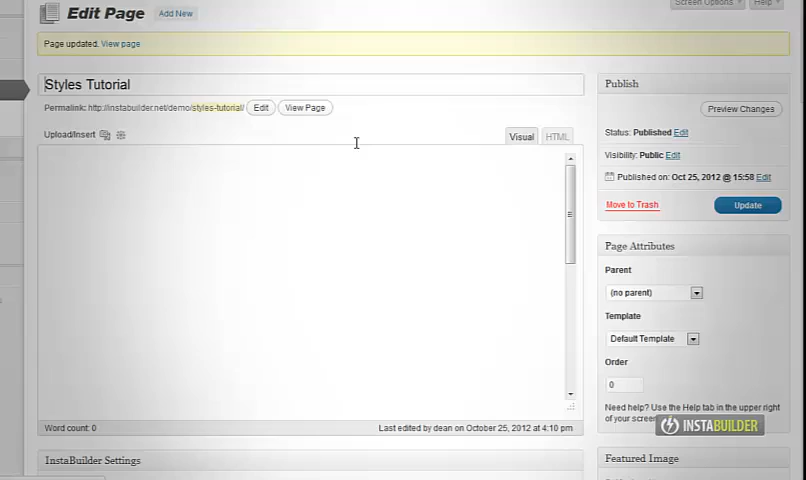 Edit Page
Add New
Screen Options
Help
Page updated. View page
Styles Tutorial
Permalink: http://instabuilder.net/demo/styles-tutorial/ Edit View Page
Upload/Insert
Visual
HTML
Word count: 0
Last edited by dean on October 25, 2012 at 4:10 pm
InstaBuilder Settings
Publish
Preview Changes
Status: Published Edit
Visibility: Public Edit
Published on: Oct 25, 2012 @ 15:58 Edit
Move to Trash
Update
Page Attributes
Parent
(no parent)
Template
Default Template
Order
0
Need help? Use the Help tab in the upper right
of your screen
INSTABUILDER
Featured Image